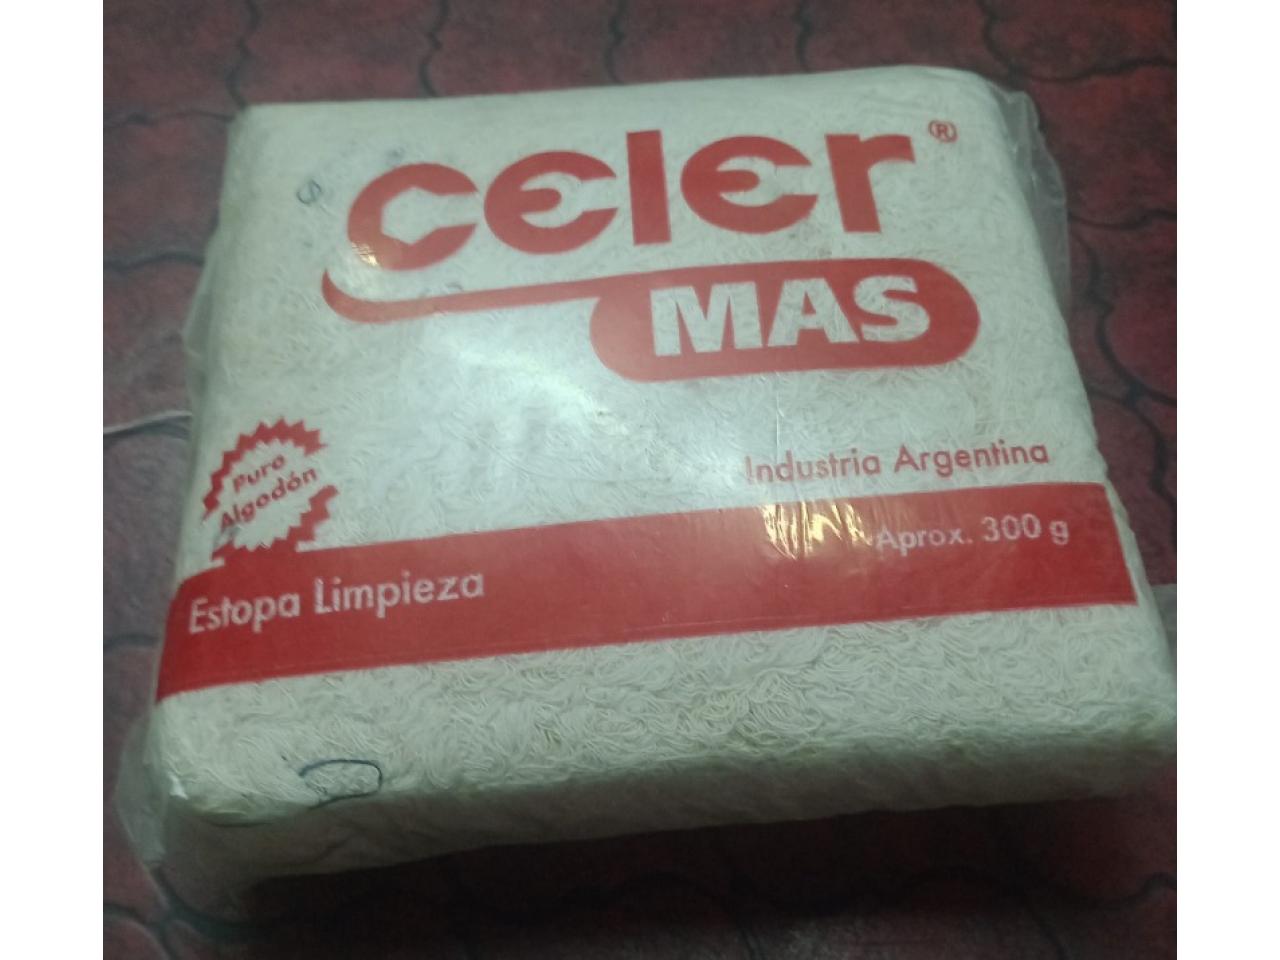 celer®
MAS
Puro
Algodón
Industria Argentina
Aprox. 300 g
Estopa Limpieza